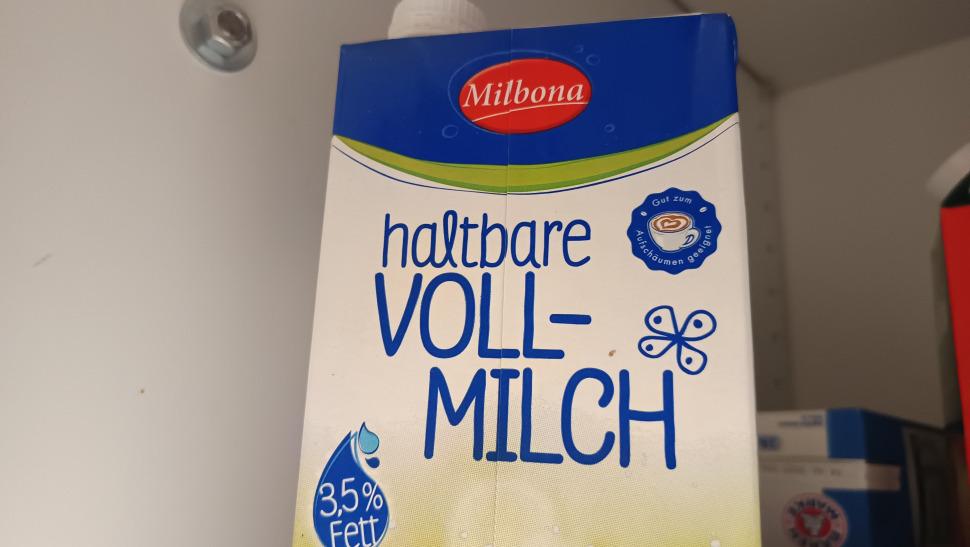 Milbona
haltbare
Gut zum
Aufschäumen geeignet
VOLL-
MILCH
3,5%
Fett